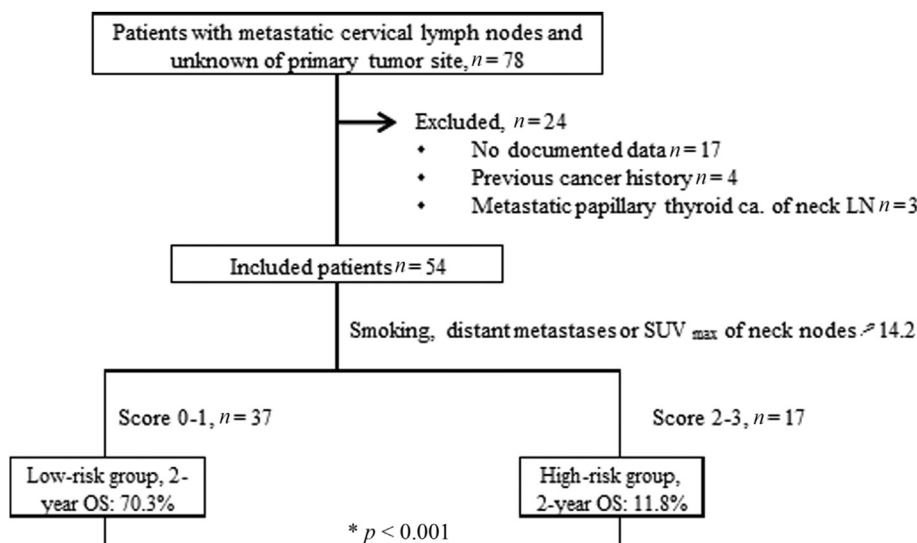 Patients with metastatic cervical lymph nodes and
unknown of primary tumor site, n = 78
Excluded, n = 24
• No documented data n = 17
• Previous cancer history n = 4
• Metastatic papillary thyroid ca. of neck LN n = 3
Included patients n = 54
Smoking, distant metastases or SUV max of neck nodes > 14.2
Score 0-1, n = 37
Score 2-3, n = 17
Low-risk group, 2-
year OS: 70.3%
High-risk group,
2-year OS: 11.8%
* p < 0.001